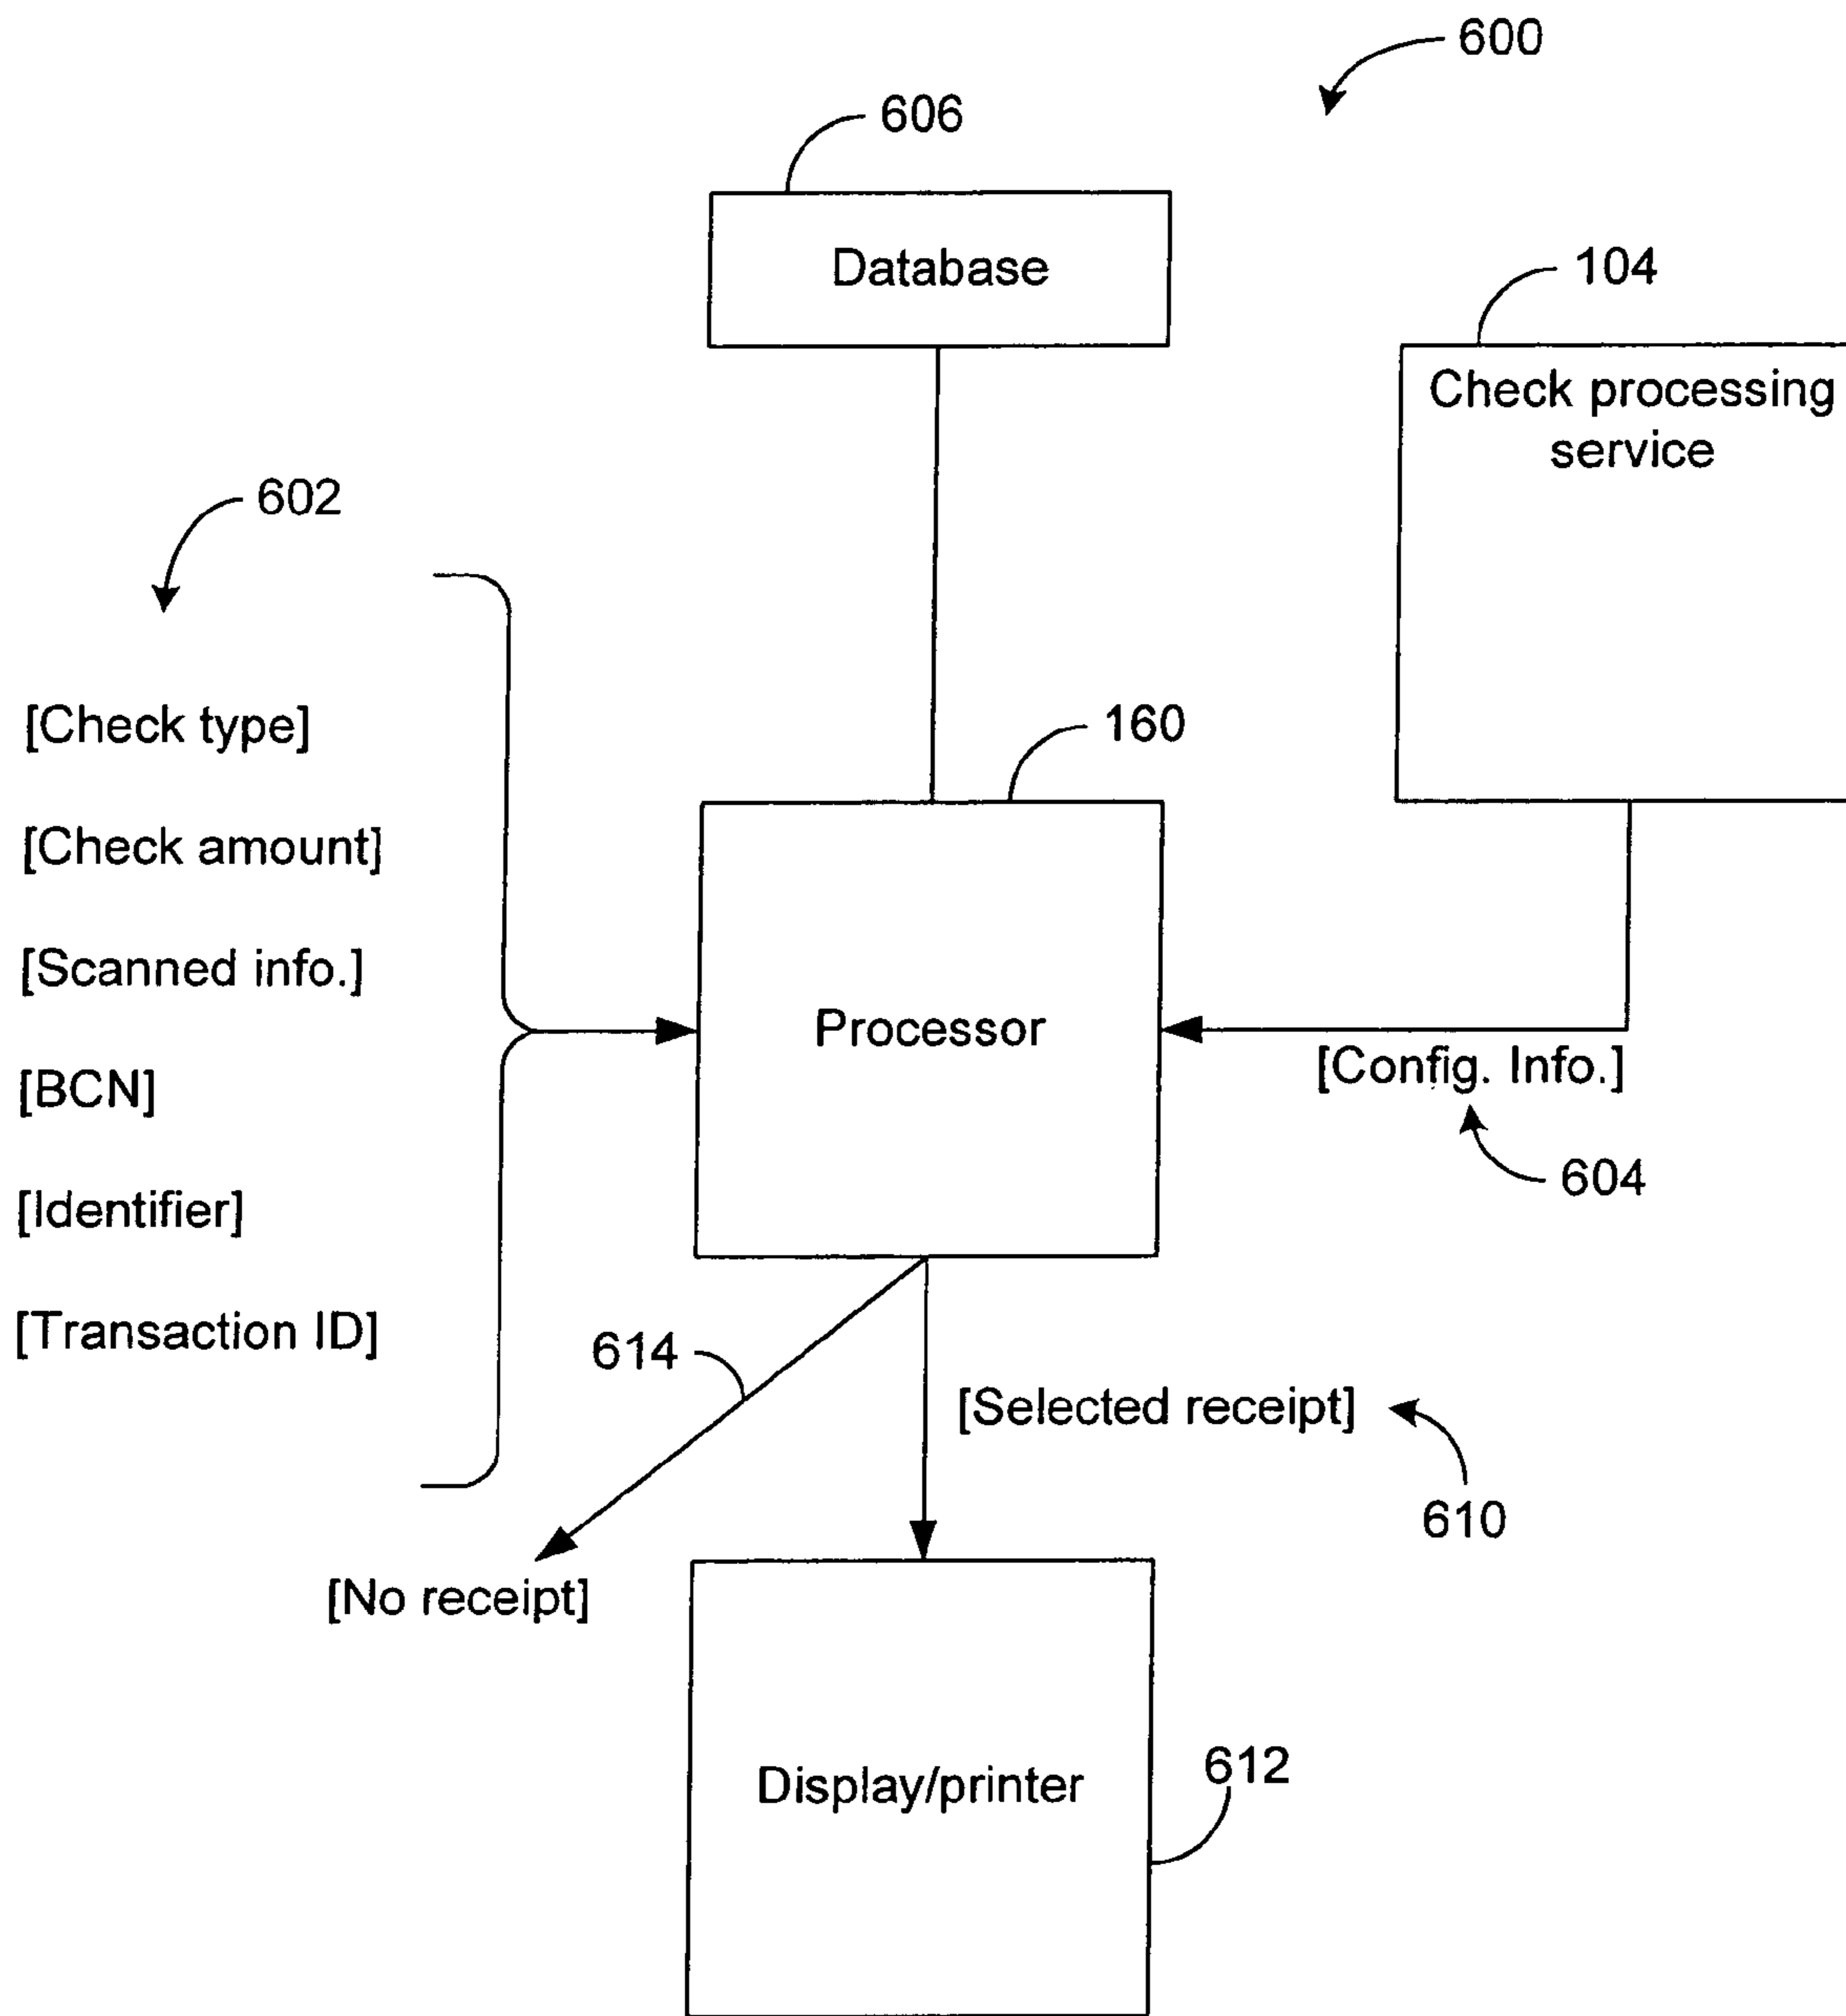 600
606
Database
104
Check processing
service
602
[Check type]
[Check amount]
[Scanned info.]
[BCN]
[Identifier]
[Transaction ID]
160
Processor
[Config. Info.]
604
614
[Selected receipt]
610
[No receipt]
Display/printer
612